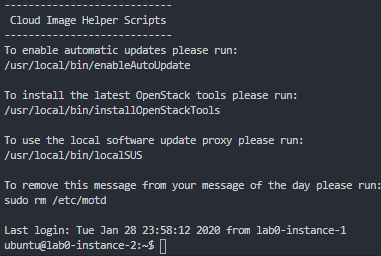 ----------------------------
Cloud Image Helper Scripts
----------------------------
To enable automatic updates please run:
/usr/local/bin/enableAutoUpdate
To install the latest OpenStack tools please run:
/usr/local/bin/installOpenStackTools
To use the local software update proxy please run:
/usr/local/bin/localSUS
To remove this message from your message of the day please run:
sudo rm /etc/motd
Last login: Tue Jan 28 23:58:12 2020 from lab0-instance-1
ubuntu@lab0-instance-2:~$